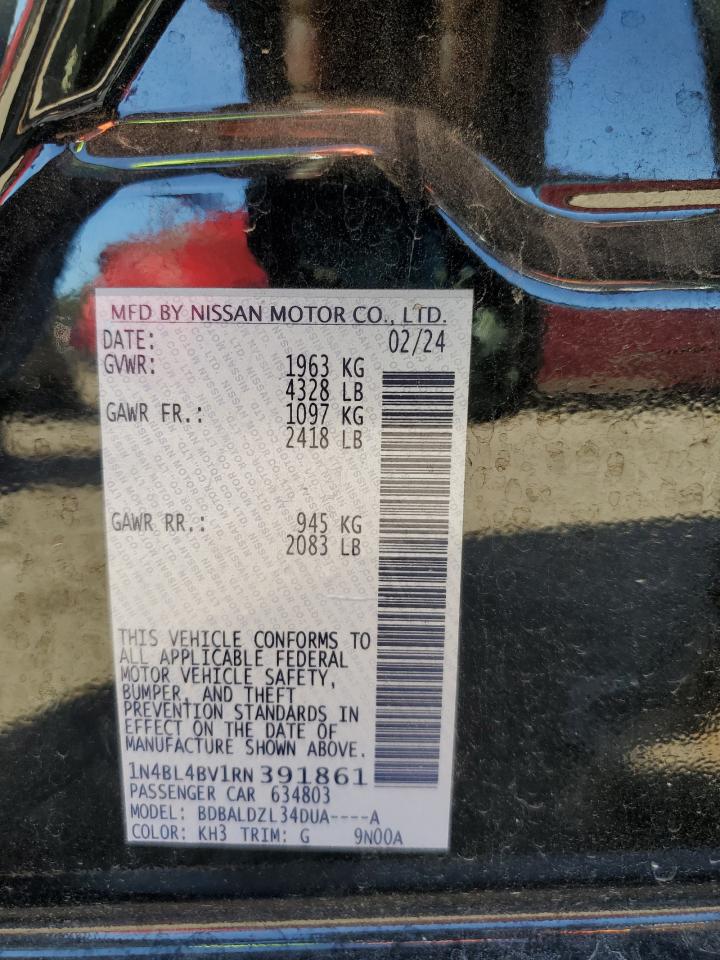 MFD BY NISSAN MOTOR CO., LTD.
DATE: 02/24
GVWR: 1963 KG
4328 LB
GAWR FR.: 1097 KG
2418 LB
GAWR RR.: 945 KG
2083 LB
THIS VEHICLE CONFORMS TO
ALL APPLICABLE FEDERAL
MOTOR VEHICLE SAFETY,
BUMPER, AND THEFT
PREVENTION STANDARDS IN
EFFECT ON THE DATE OF
MANUFACTURE SHOWN ABOVE.
1N4BL4BV1RN391861
PASSENGER CAR 634803
MODEL: BDBALDZL34DUA----A
COLOR: KH3 TRIM: G 9N00A